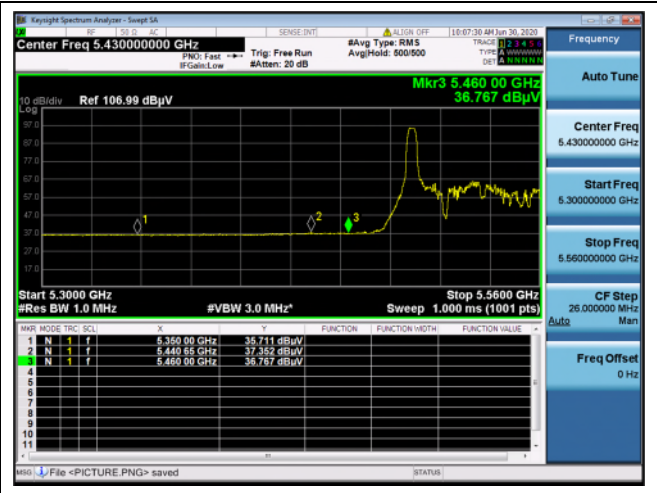 Keysight Spectrum Analyzer - Swept SA
RF 50 Ω AC SENSE:INT ALIGN OFF 10:07:30 AM Jun 30, 2020
Center Freq 5.430000000 GHz #Avg Type: RMS TRACE 1 2 3 4 5 6
PNO: Fast Trig: Free Run Avg|Hold: 500/500 TYPE A WWWWW
IFGain:Low #Atten: 20 dB DET A N N N N N
Mkr3 5.460 00 GHz
10 dB/div Ref 106.99 dBµV 36.767 dBµV
Log
97.0
87.0
77.0
67.0
57.0
47.0
37.0
27.0
17.0
1
2
3
Start 5.3000 GHz Stop 5.5600 GHz
#Res BW 1.0 MHz #VBW 3.0 MHz* Sweep 1.000 ms (1001 pts)
MKR MODE TRC SCL X Y FUNCTION FUNCTION WIDTH FUNCTION VALUE
1 N 1 f 5.350 00 GHz 35.711 dBµV
2 N 1 f 5.440 65 GHz 37.352 dBµV
3 N 1 f 5.460 00 GHz 36.767 dBµV
4
5
6
7
8
9
10
11
MSG File <PICTURE.PNG> saved STATUS
Frequency
Auto Tune
Center Freq
5.430000000 GHz
Start Freq
5.300000000 GHz
Stop Freq
5.560000000 GHz
CF Step
26.000000 MHz
Auto Man
Freq Offset
0 Hz